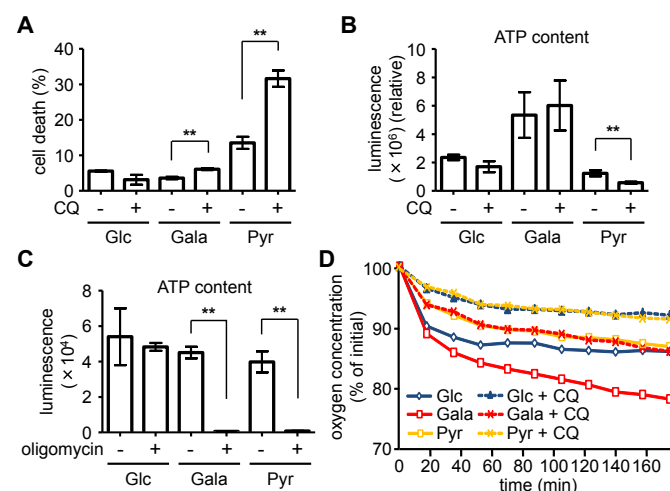 A
cell death (%)
40
30
20
10
0
**
**
CQ
- + - + - +
Glc Gala Pyr
B
ATP content
luminescence
(×10⁶) (relative)
10
8
6
4
2
0
**
- + - + - +
Glc Gala Pyr
C
ATP content
luminescence
(×10⁴)
8
6
4
2
0
** **
oligomycin
- + - + - +
Glc Gala Pyr
D
oxygen concentration
(% of initial)
100
90
80
70
Glc Glc + CQ
Gala Gala + CQ
Pyr Pyr + CQ
0 20 40 60 80 100 120 140 160
time (min)